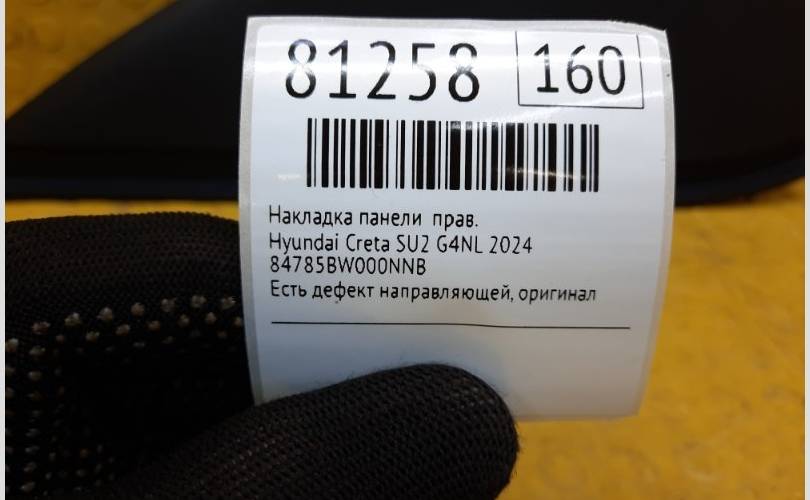 81258 160
Накладка панели прав.
Hyundai Creta SU2 G4NL 2024
84785BW000NNB
Есть дефект направляющей, оригинал